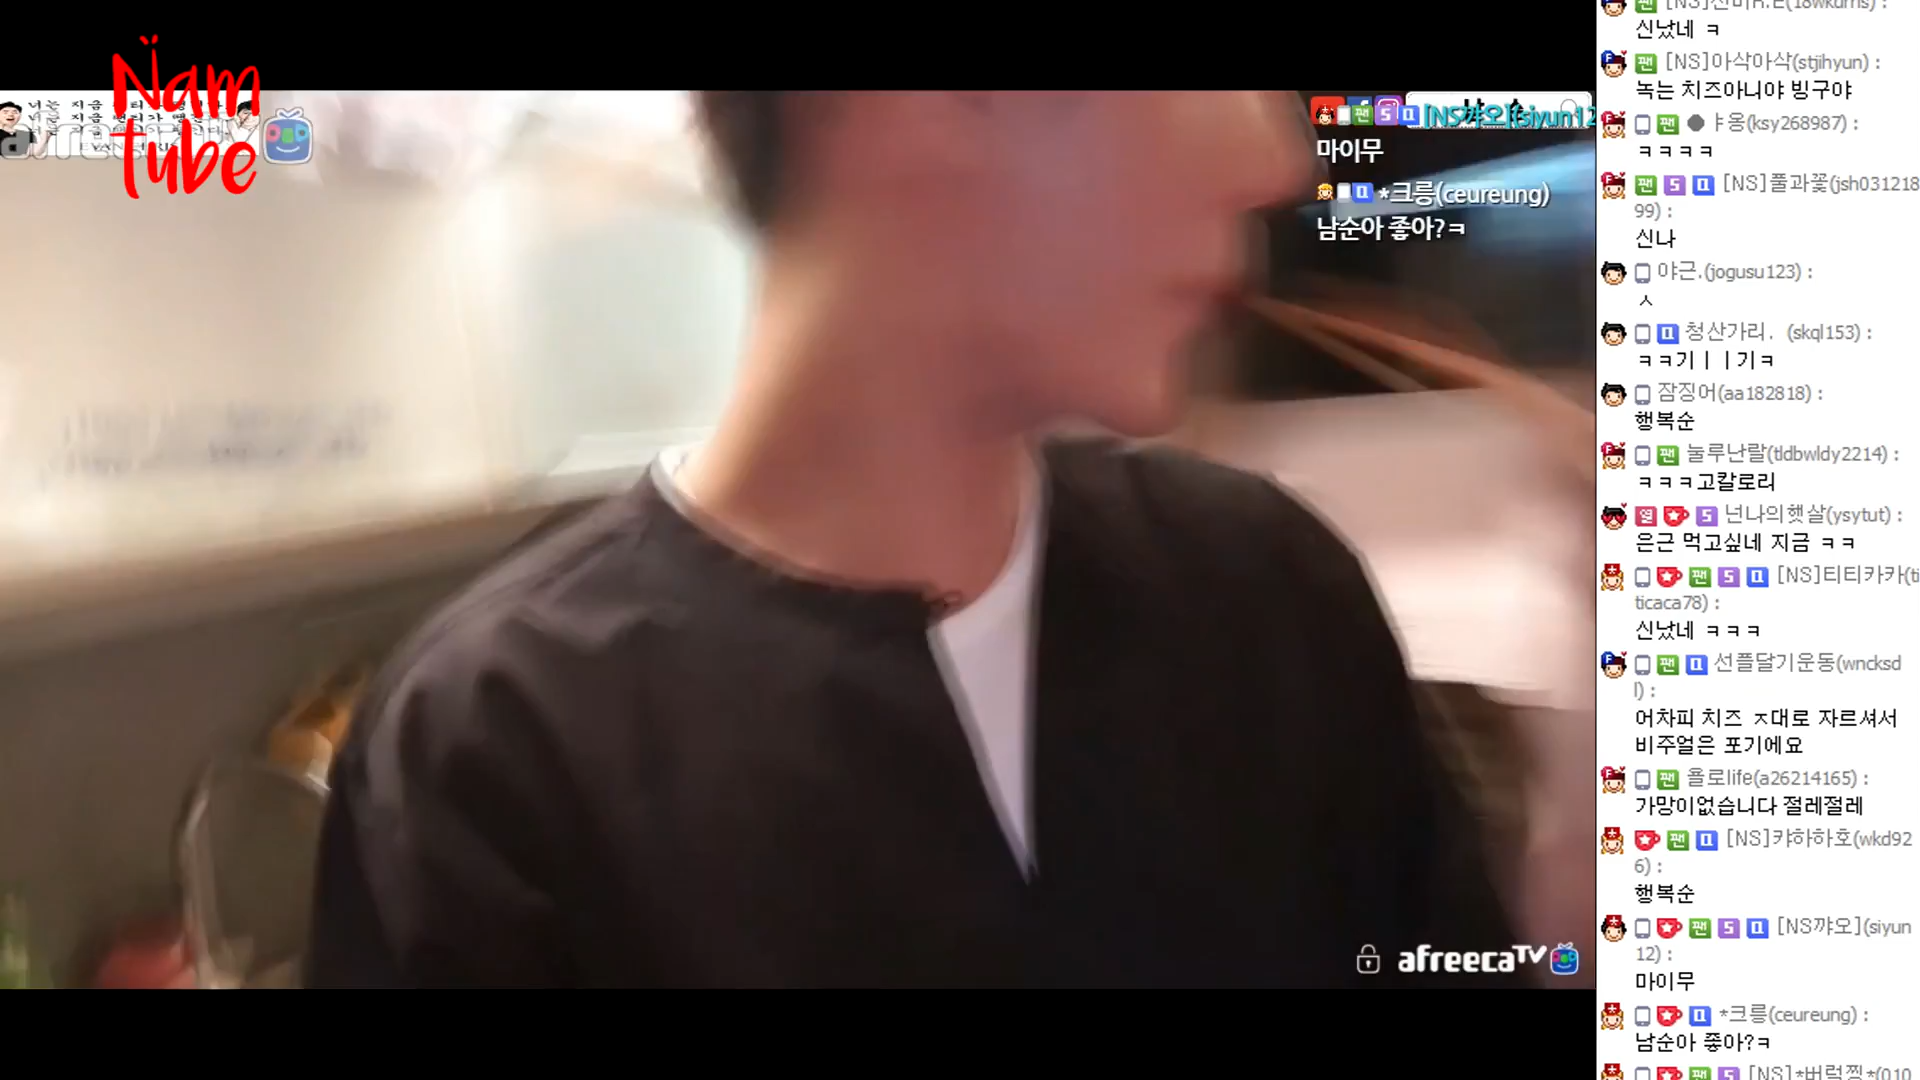 Nam
tube
afreeca
[NS꺄오](siyun12
마이무
*크릉(ceureung)
남순아 좋아?ㅋ
afreecaTV
신났네 ㅋ
[NS]아삭아삭(stjihyun) :
녹는 치즈아니야 빙구야
●ㅑ옹(ksy268987) :
ㅋㅋㅋㅋ
[NS]풀과꽃(jsh031218
99) :
신나
야근.(jogusu123) :
ㅅ
청산가리. (skql153) :
ㅋㅋ기ㅣㅣ기ㅋ
잠징어(aa182818) :
행복순
눌루난랄(tldbwldy2214) :
ㅋㅋㅋ고칼로리
넌나의햇살(ysytut) :
은근 먹고싶네 지금 ㅋㅋ
[NS]티티카카(ti
ticaca78) :
신났네 ㅋㅋㅋ
선플달기운동(wncksd
l) :
어차피 치즈 ㅈ대로 자르셔서
비주얼은 포기에요
욜로life(a26214165) :
가망이없습니다 절레절레
[NS]캬하하호(wkd92
6) :
행복순
[NS꺄오](siyun
12) :
마이무
*크릉(ceureung) :
남순아 좋아?ㅋ